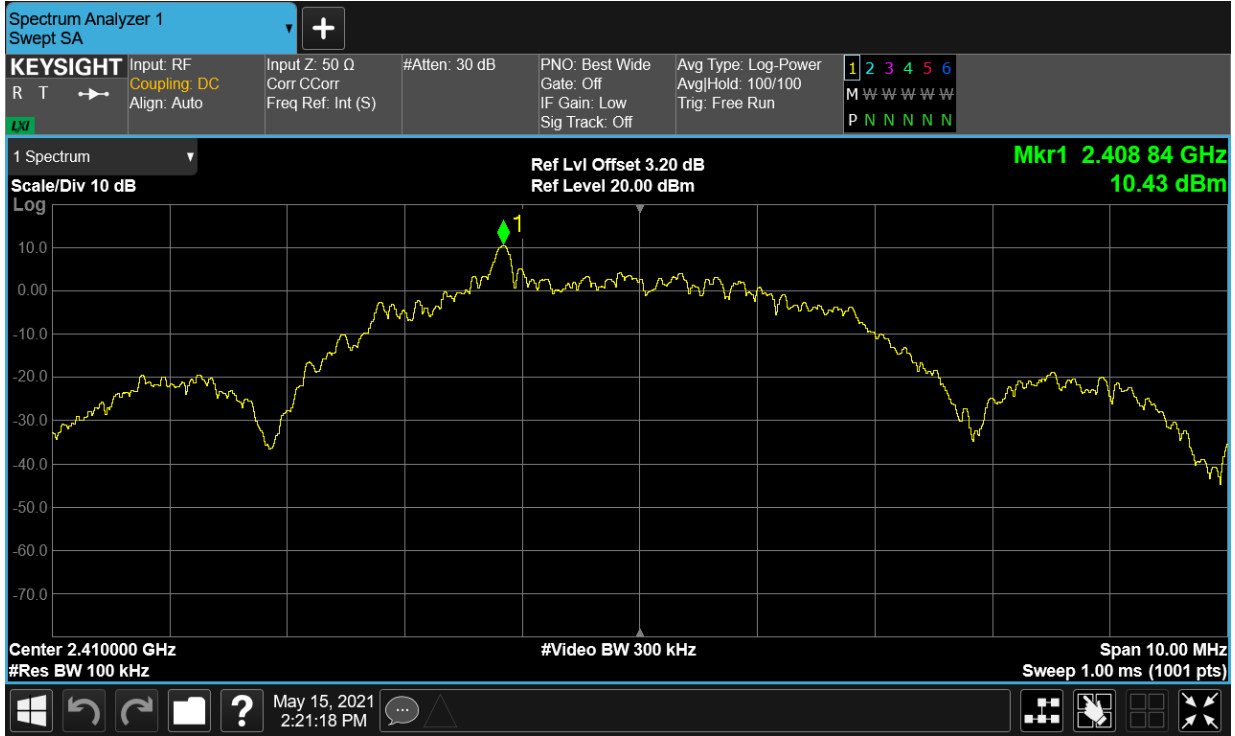 Spectrum Analyzer 1
Swept SA
KEYSIGHT
R T
LXI
Input: RF
Coupling: DC
Align: Auto
Input Z: 50 Ω
Corr CCorr
Freq Ref: Int (S)
#Atten: 30 dB
PNO: Best Wide
Gate: Off
IF Gain: Low
Sig Track: Off
Avg Type: Log-Power
Avg|Hold: 100/100
Trig: Free Run
1 2 3 4 5 6
M W W W W W
P N N N N N N
1 Spectrum
Scale/Div 10 dB
Ref Lvl Offset 3.20 dB
Ref Level 20.00 dBm
Mkr1 2.408 84 GHz
10.43 dBm
Log
1
10.0
0.00
-10.0
-20.0
-30.0
-40.0
-50.0
-60.0
-70.0
Center 2.410000 GHz
#Res BW 100 kHz
#Video BW 300 kHz
Span 10.00 MHz
Sweep 1.00 ms (1001 pts)
?
May 15, 2021
2:21:18 PM